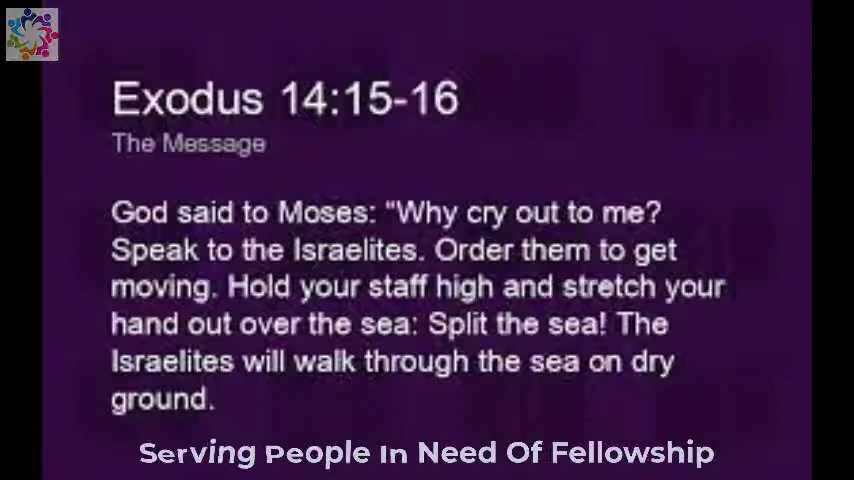 Exodus 14:15-16
The Message
God said to Moses: "Why cry out to me?
Speak to the Israelites. Order them to get
moving. Hold your staff high and stretch your
hand out over the sea: Split the sea! The
Israelites will walk through the sea on dry
ground.
Serving People In Need Of Fellowship